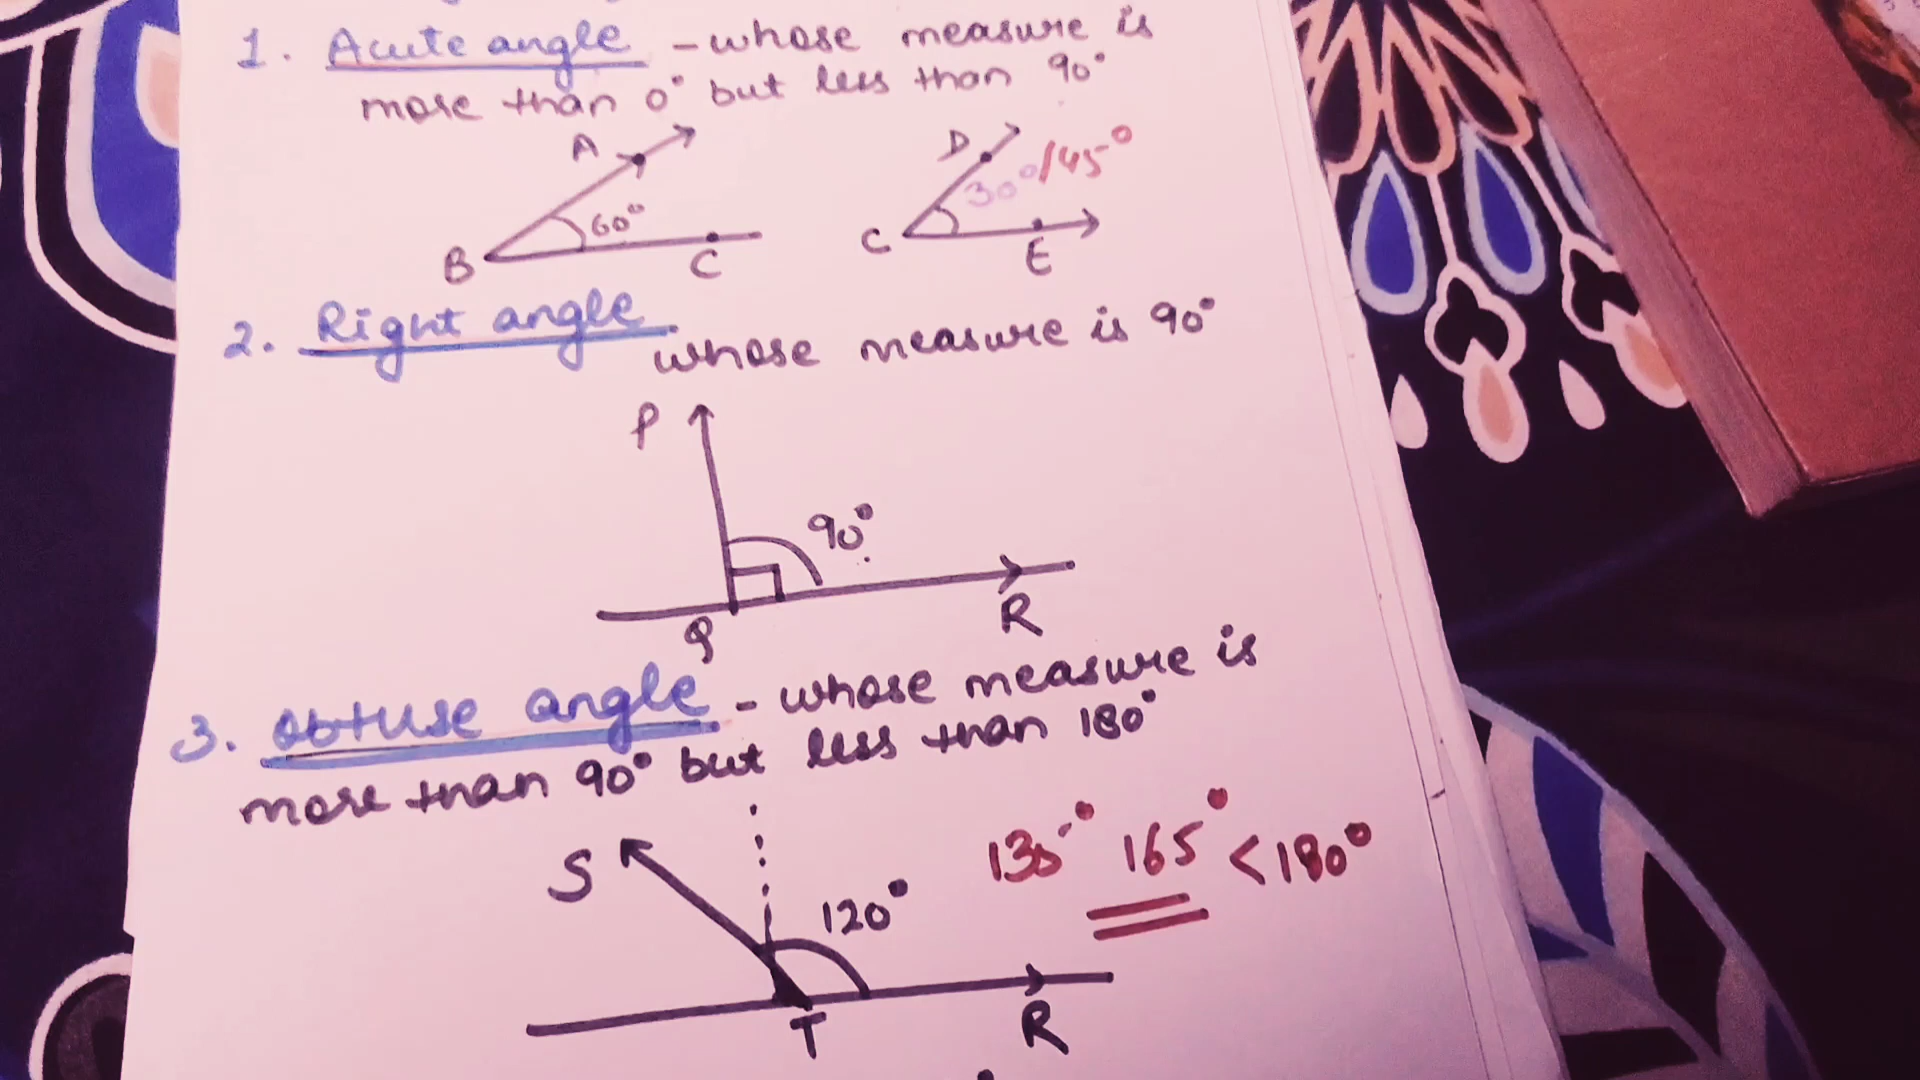 1. Acute angle - whose measure is
more than 0° but less than 90°
A
D
30°/45°
60°
B
C
C
E
2. Right angle
whose measure is 90°
P
90°
Q
R
3. Obtuse angle - whose measure is
more than 90° but less than 180°
S
120°
135° 165° < 180°
T
R